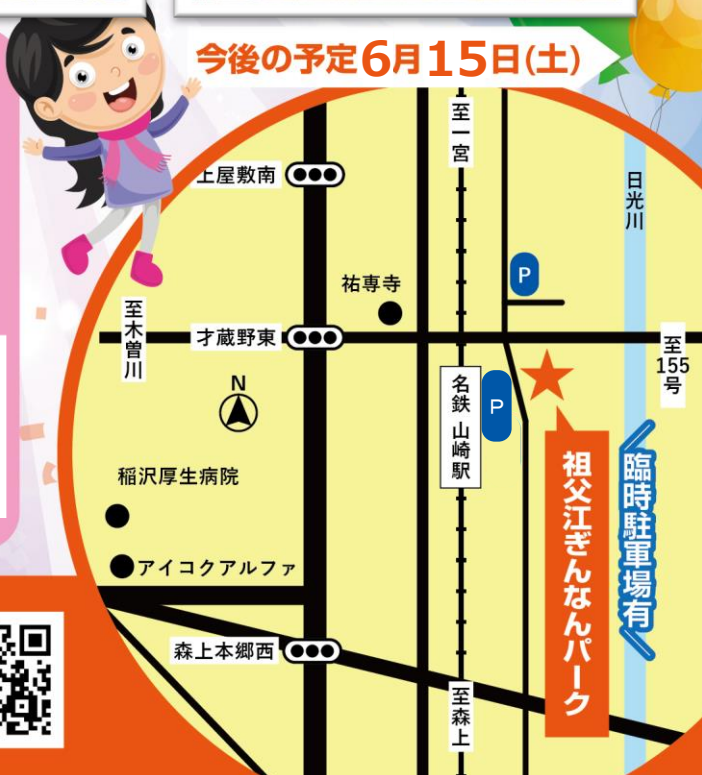 今後の予定6月15日(土)
至一宮
上屋敷南
日光川
祐専寺
P
至木曽川
才蔵野東
至155号
N
名鉄 山崎駅
P
稲沢厚生病院
アイコクアルファ
祖父江ぎんなんパーク
臨時駐車場有
森上本郷西
至森上